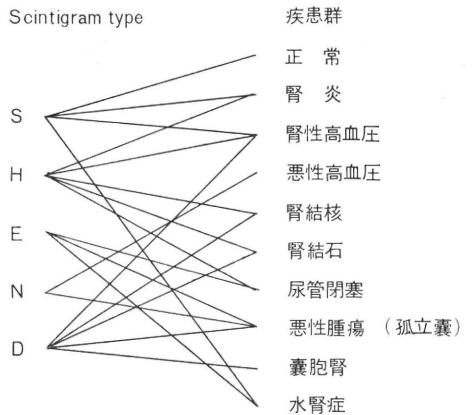 Scintigram type
疾患群
正 常
S
腎 炎
腎性高血圧
H
悪性高血圧
腎結核
E
腎結石
N
尿管閉塞
D
悪性腫瘍 (孤立嚢)
嚢胞腎
水腎症